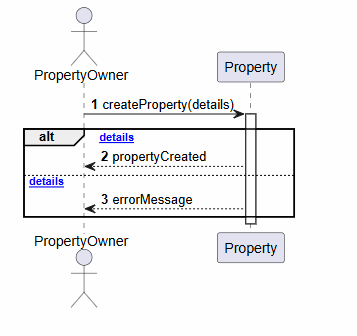 PropertyOwner
Property
1 createProperty(details)
alt
details
2 propertyCreated
details
3 errorMessage
PropertyOwner
Property